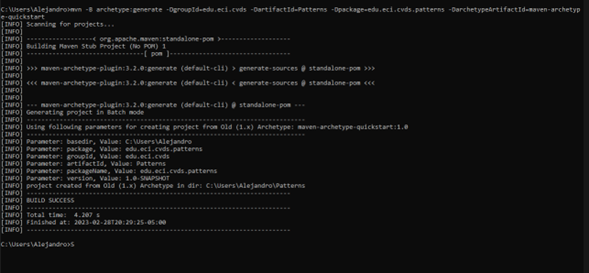 C:\Users\Alejandro>mvn -B archetype:generate -DgroupId=edu.eci.cvds -DartifactId=Patterns -Dpackage=edu.eci.cvds.patterns -DarchetypeArtifactId=maven-archetyp
e-quickstart
[INFO] Scanning for projects...
[INFO]
[INFO] ------------------< org.apache.maven:standalone-pom >-------------------
[INFO] Building Maven Stub Project (No POM) 1
[INFO] --------------------------------[ pom ]---------------------------------
[INFO]
[INFO] >>> maven-archetype-plugin:3.2.0:generate (default-cli) > generate-sources @ standalone-pom >>>
[INFO]
[INFO] <<< maven-archetype-plugin:3.2.0:generate (default-cli) < generate-sources @ standalone-pom <<<
[INFO]
[INFO]
[INFO] --- maven-archetype-plugin:3.2.0:generate (default-cli) @ standalone-pom ---
[INFO] Generating project in Batch mode
[INFO] ----------------------------------------------------------------------------
[INFO] Using following parameters for creating project from Old (1.x) Archetype: maven-archetype-quickstart:1.0
[INFO] ----------------------------------------------------------------------------
[INFO] Parameter: basedir, Value: C:\Users\Alejandro
[INFO] Parameter: package, Value: edu.eci.cvds.patterns
[INFO] Parameter: groupId, Value: edu.eci.cvds
[INFO] Parameter: artifactId, Value: Patterns
[INFO] Parameter: packageName, Value: edu.eci.cvds.patterns
[INFO] Parameter: version, Value: 1.0-SNAPSHOT
[INFO] project created from Old (1.x) Archetype in dir: C:\Users\Alejandro\Patterns
[INFO] ------------------------------------------------------------------------
[INFO] BUILD SUCCESS
[INFO] ------------------------------------------------------------------------
[INFO] Total time:  4.207 s
[INFO] Finished at: 2023-02-28T20:29:25-05:00
[INFO] ------------------------------------------------------------------------
C:\Users\Alejandro>S